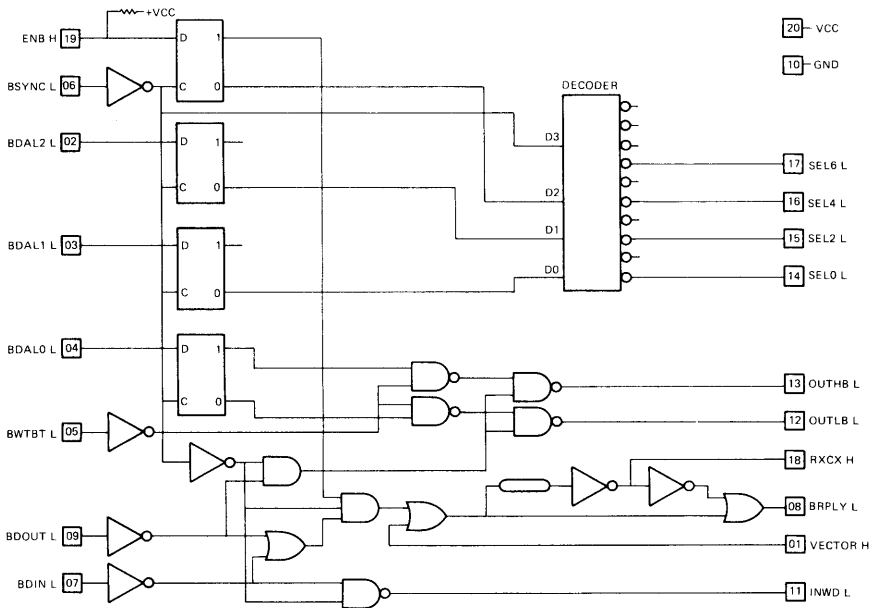 +VCC
ENB H 19
D 1
20 VCC
BSYNC L 06
C 0
10 GND
DECODER
BDAL2 L 02
D 1
D3
17 SEL6 L
C 0
D2
16 SEL4 L
BDAL1 L 03
D 1
D1
15 SEL2 L
C 0
D0
14 SEL0 L
BDAL0 L 04
D 1
13 OUTHB L
C 0
12 OUTLB L
BWTBT L 05
18 RXCX H
08 BRPLY L
BDOUT L 09
01 VECTOR H
BDIN L 07
11 INWD L